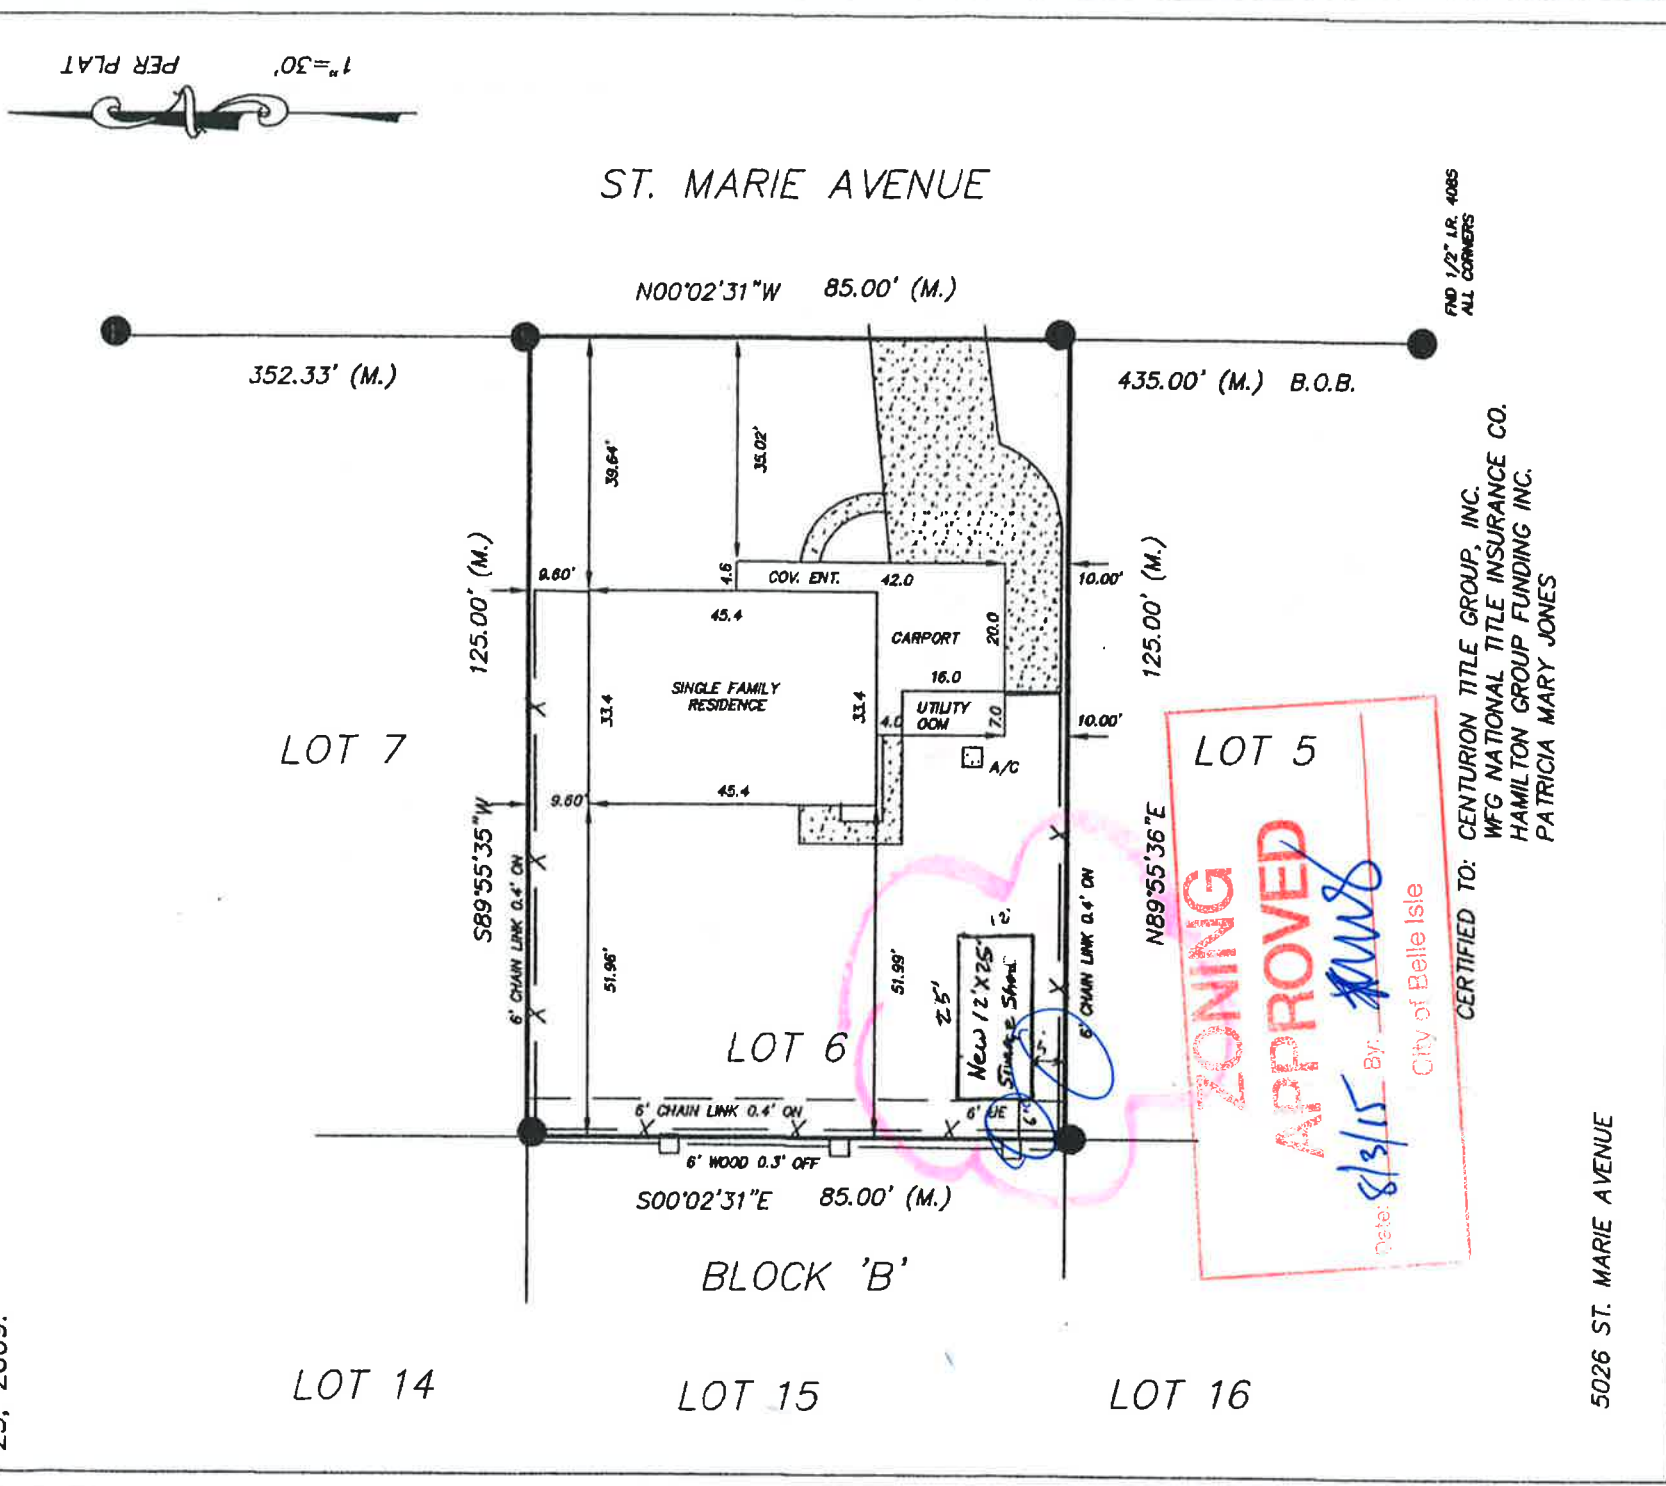 1"=30'
PER PLAT
ST. MARIE AVENUE
FND 1/2" I.R. 4085
ALL CORNERS
N00°02'31"W 85.00' (M.)
352.33' (M.)
435.00' (M.) B.O.B.
39.64'
35.02'
125.00' (M.)
125.00' (M.)
9.60'
4.6
COV. ENT. 42.0
10.00'
45.4
CARPORT
20.0
16.0
SINGLE FAMILY
RESIDENCE
33.4
33.4
4.0
UTILITY
OOM
7.0
10.00'
A/C
LOT 7
LOT 5
9.60'
45.4
S89°55'35"W
N89°55'36"E
6' CHAIN LINK 0.4' ON
6' CHAIN LINK 0.4' ON
51.96'
51.99'
25'
New 12'X25'
Storage Shed
LOT 6
6' CHAIN LINK 0.4' ON
6' UE
6'
6' WOOD 0.3' OFF
S00°02'31"E 85.00' (M.)
BLOCK 'B'
LOT 14
LOT 15
LOT 16
ZONING
APPROVED
Date: 8/3/15 By:
City of Belle Isle
CERTIFIED TO: CENTURION TITLE GROUP, INC.
WFG NATIONAL TITLE INSURANCE CO.
HAMILTON GROUP FUNDING INC.
PATRICIA MARY JONES
5026 ST. MARIE AVENUE